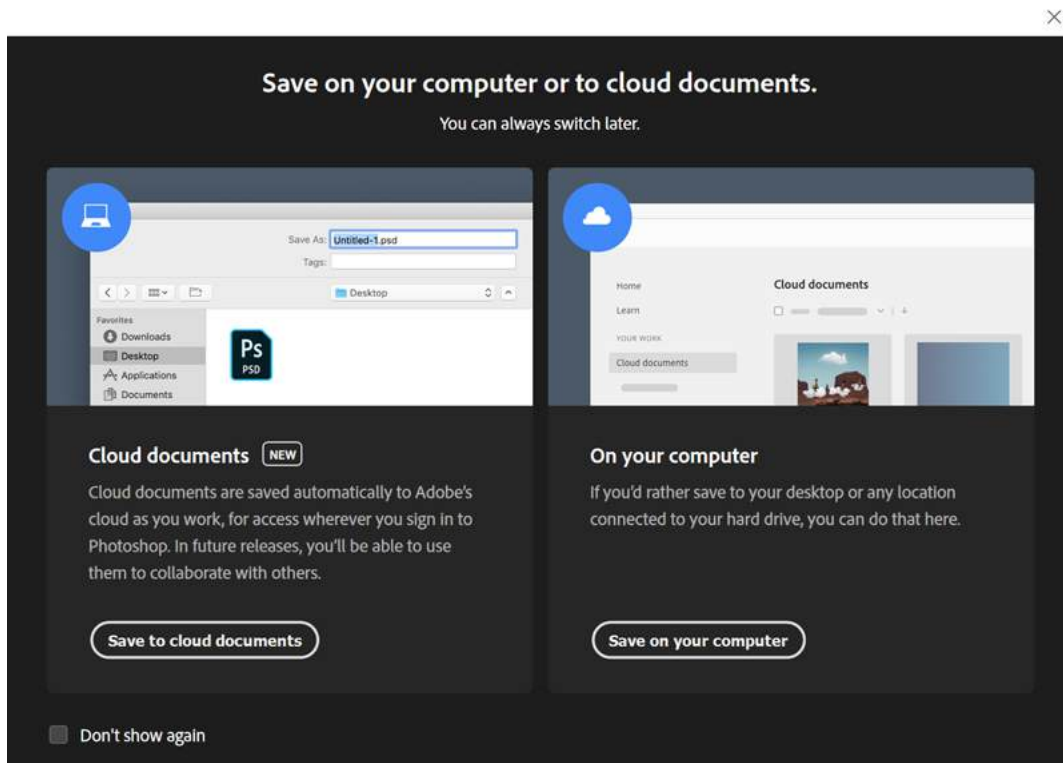 Save on your computer or to cloud documents.
You can always switch later.
Save As: Untitled-1.psd
Tags:
Desktop
Favorites
Downloads
Desktop
Applications
Documents
Ps
PSD
Cloud documents NEW
Cloud documents are saved automatically to Adobe's
cloud as you work, for access wherever you sign in to
Photoshop. In future releases, you'll be able to use
them to collaborate with others.
Save to cloud documents
Home
Learn
YOUR WORK
Cloud documents
Cloud documents
On your computer
If you'd rather save to your desktop or any location
connected to your hard drive, you can do that here.
Save on your computer
Don't show again